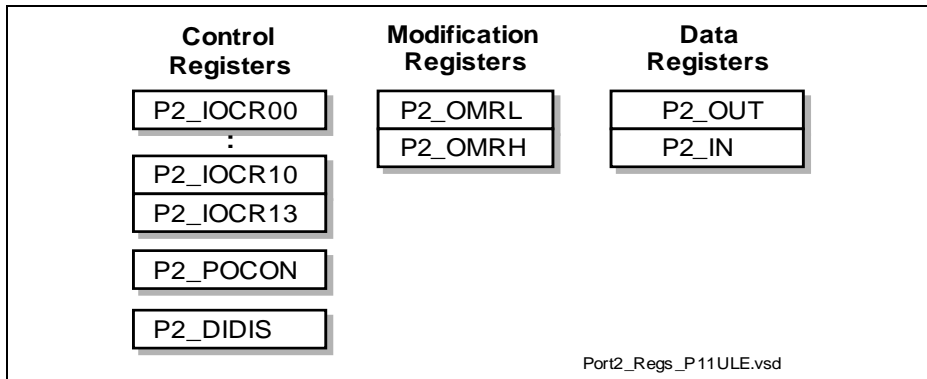 Control
Registers
P2_IOCR00
:
P2_IOCR10
P2_IOCR13
P2_POCON
P2_DIDIS
Modification
Registers
P2_OMRL
P2_OMRH
Data
Registers
P2_OUT
P2_IN
Port2_Regs_P11ULE.vsd